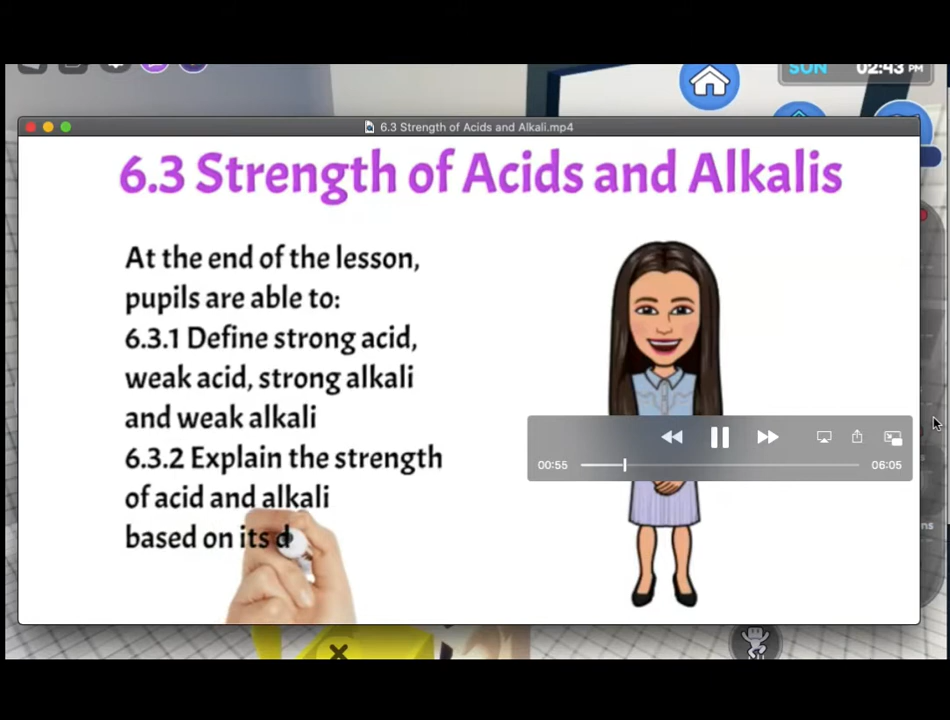 SUN 02:43 PM
6.3 Strength of Acids and Alkali.mp4
6.3 Strength of Acids and Alkalis
At the end of the lesson,
pupils are able to:
6.3.1 Define strong acid,
weak acid, strong alkali
and weak alkali
6.3.2 Explain the strength
of acid and alkali
based on its d
00:55
06:05
ns